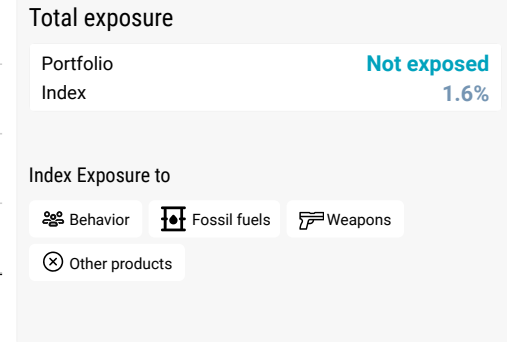 Total exposure
Portfolio Not exposed
Index 1.6%
Index Exposure to
Behavior Fossil fuels Weapons
Other products